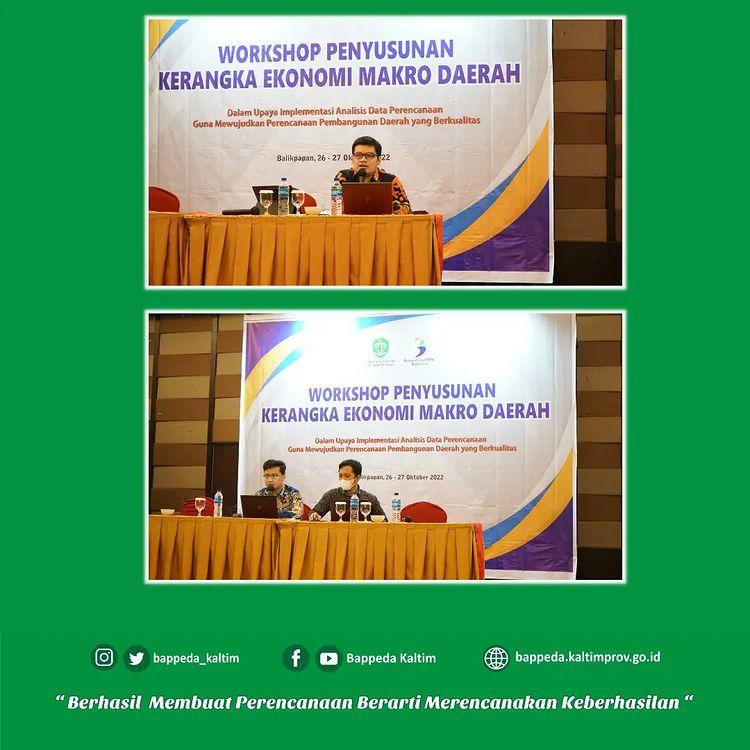 WORKSHOP PENYUSUNAN
KERANGKA EKONOMI MAKRO DAERAH
Dalam Upaya Implementasi Analisis Data Perencanaan
Guna Mewujudkan Perencanaan Pembangunan Daerah yang Berkualitas
Balikpapan, 26 - 27 Ok 2022
WORKSHOP PENYUSUNAN
KERANGKA EKONOMI MAKRO DAERAH
Dalam Upaya Implementasi Analisis Data Perencanaan
Guna Mewujudkan Perencanaan Pembangunan Daerah yang Berkualitas
likpapan, 26 - 27 Oktober 2022
bappeda_kaltim
Bappeda Kaltim
bappeda.kaltimprov.go.id
“ Berhasil Membuat Perencanaan Berarti Merencanakan Keberhasilan “